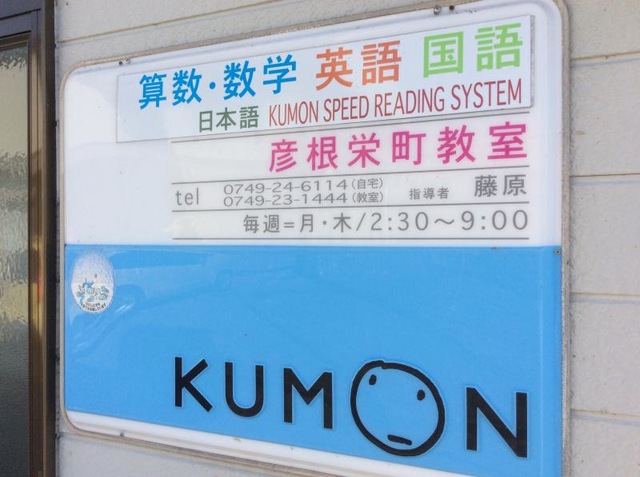 算数・数学 英語 国語
日本語 KUMON SPEED READING SYSTEM
彦根栄町教室
tel 0749-24-6114(自宅)
0749-23-1444(教室) 指導者 藤原
毎週=月・木/2:30〜9:00
KUMON